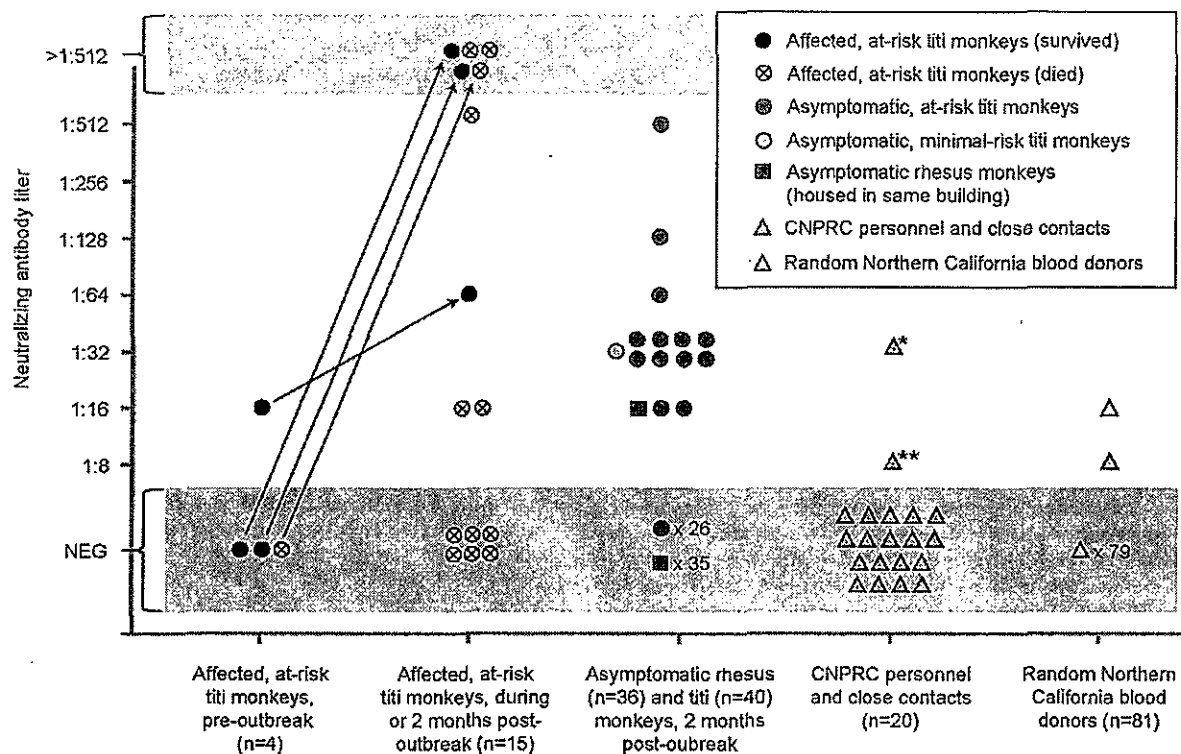 >1:512
1:512
1:256
1:128
1:64
1:32
1:16
1:8
NEG
Neutralizing antibody titer
Affected, at-risk titi monkeys (survived)
Affected, at-risk titi monkeys (died)
Asymptomatic, at-risk titi monkeys
Asymptomatic, minimal-risk titi monkeys
Asymptomatic rhesus monkeys
(housed in same building)
CNPRC personnel and close contacts
Random Northern California blood donors
*
**
x 26
x 35
x 79
Affected, at-risk
titi monkeys,
pre-outbreak
(n=4)
Affected, at-risk
titi monkeys, during
or 2 months post-
outbreak (n=15)
Asymptomatic rhesus
(n=36) and titi (n=40)
monkeys, 2 months
post-oubreak
CNPRC personnel
and close contacts
(n=20)
Random Northern
California blood
donors (n=81)